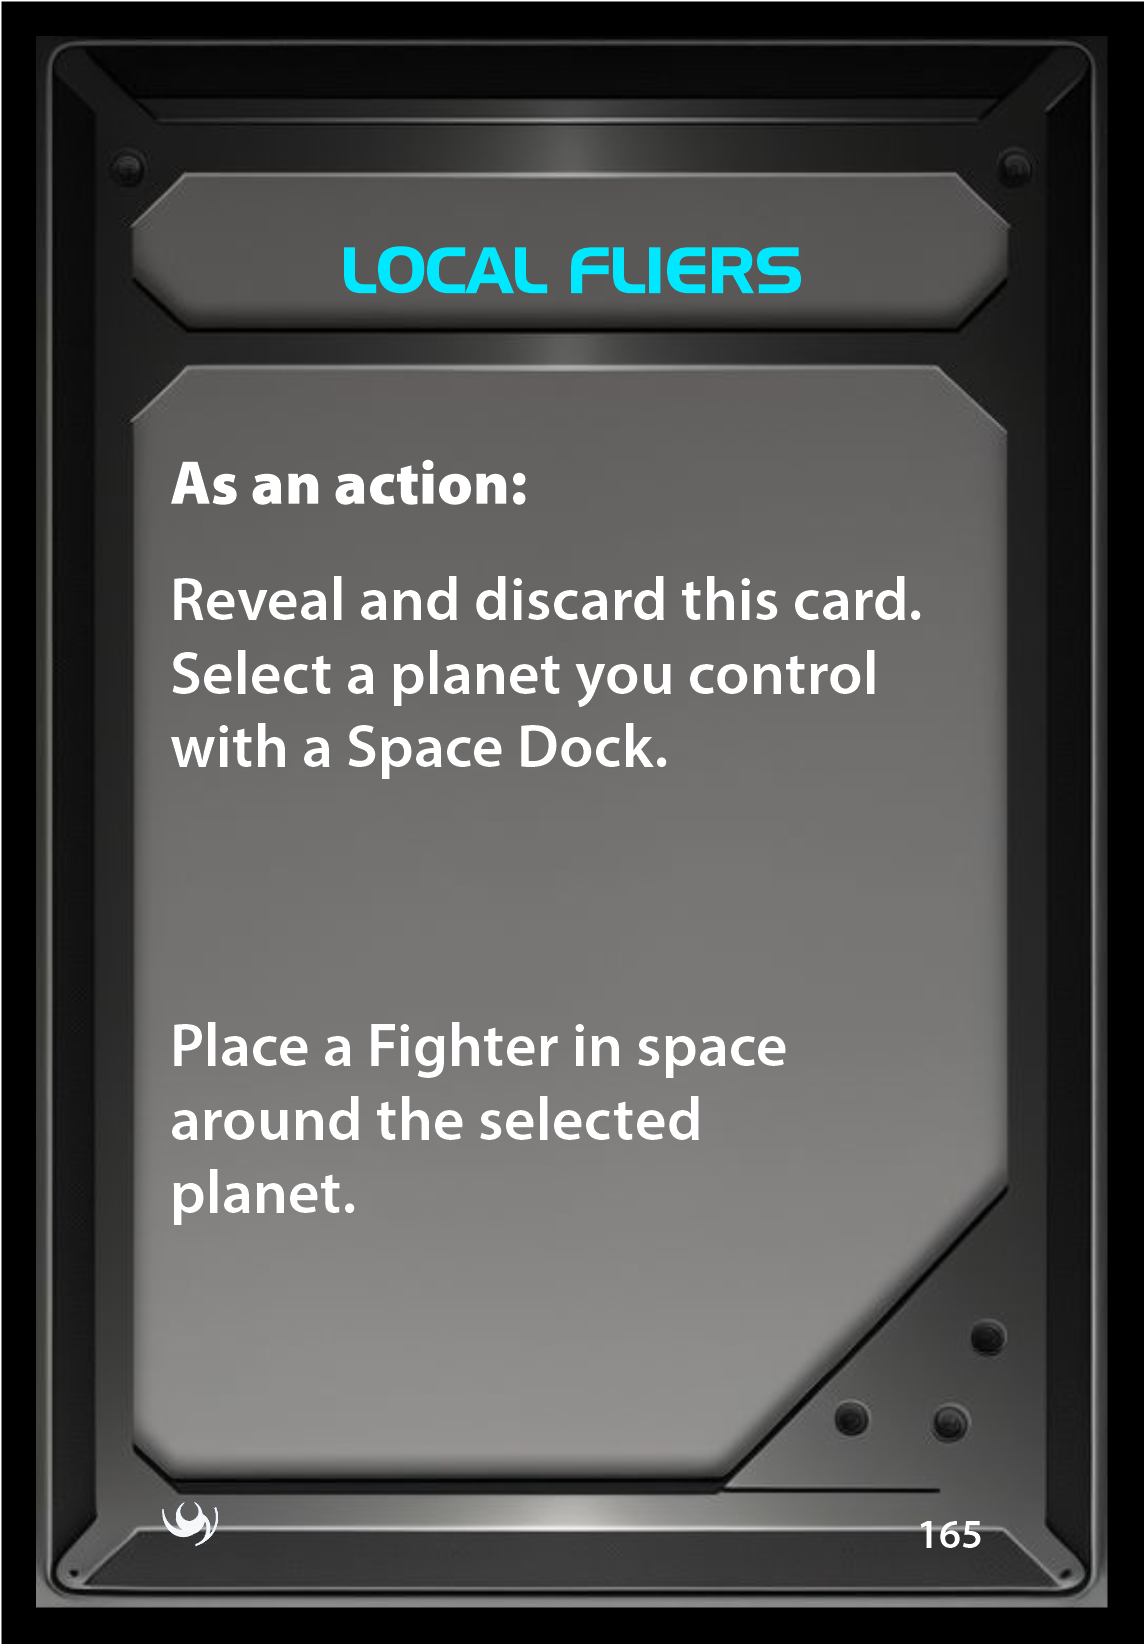 LOCAL FLIERS
As an action:
Reveal and discard this card.
Select a planet you control
with a Space Dock.
Place a Fighter in space
around the selected
planet.
165